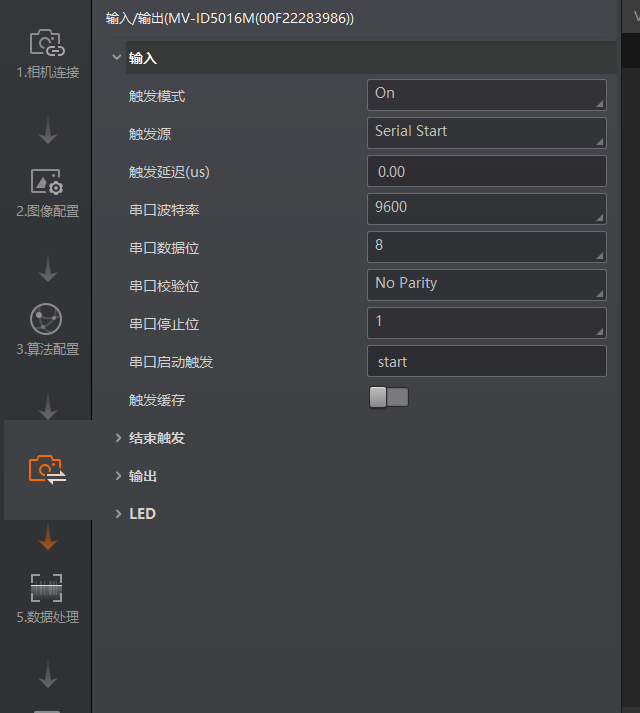 输入/输出(MV-ID5016M(00F22283986))
1.相机连接
2.图像配置
3.算法配置
5.数据处理
输入
触发模式 On
触发源 Serial Start
触发延迟(us) 0.00
串口波特率 9600
串口数据位 8
串口校验位 No Parity
串口停止位 1
串口启动触发 start
触发缓存
结束触发
输出
LED